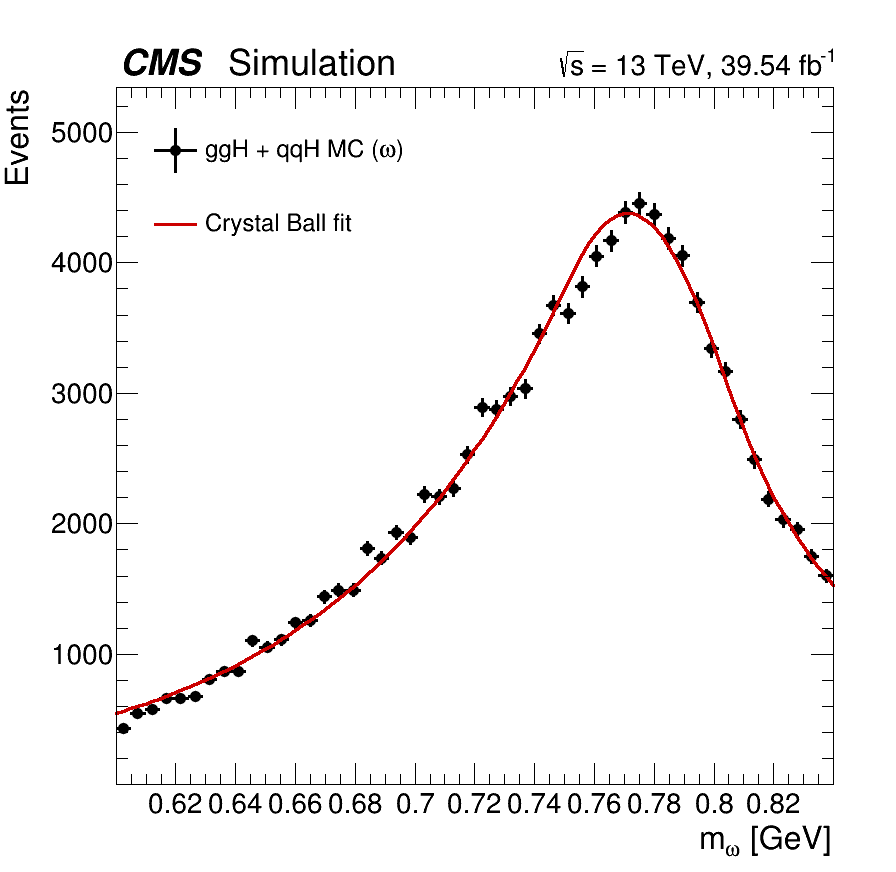 CMS Simulation
√s = 13 TeV, 39.54 fb⁻¹
Events
ggH + qqH MC (ω)
Crystal Ball fit
5000
4000
3000
2000
1000
0.62 0.64 0.66 0.68 0.7 0.72 0.74 0.76 0.78 0.8 0.82
m_ω [GeV]